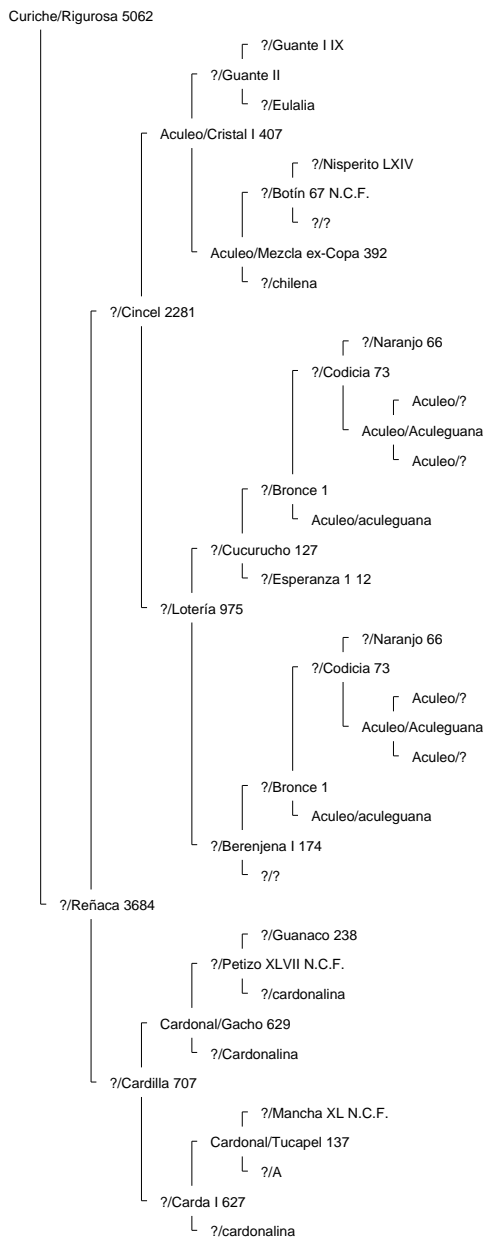 Curiche/Rigurosa 5062
?/Guante I IX
?/Guante II
?/Eulalia
Aculeo/Cristal I 407
?/Nisperito LXIV
?/Botín 67 N.C.F.
?/?
Aculeo/Mezcla ex-Copa 392
?/chilena
?/Cincel 2281
?/Naranjo 66
?/Codicia 73
Aculeo/?
Aculeo/Aculeguana
Aculeo/?
?/Bronce 1
Aculeo/aculeguana
?/Cucurucho 127
?/Esperanza 1 12
?/Lotería 975
?/Naranjo 66
?/Codicia 73
Aculeo/?
Aculeo/Aculeguana
Aculeo/?
?/Bronce 1
Aculeo/aculeguana
?/Berenjena I 174
?/?
?/Reñaca 3684
?/Guanaco 238
?/Petizo XLVII N.C.F.
?/cardonalina
Cardonal/Gacho 629
?/Cardonalina
?/Cardilla 707
?/Mancha XL N.C.F.
Cardonal/Tucapel 137
?/A
?/Carda I 627
?/cardonalina